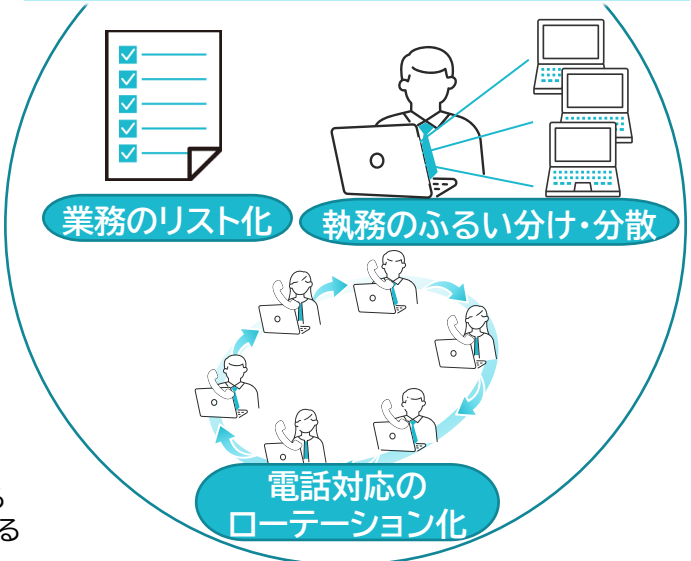 業務のリスト化
執務のふるい分け・分散
電話対応の
ローテーション化
る